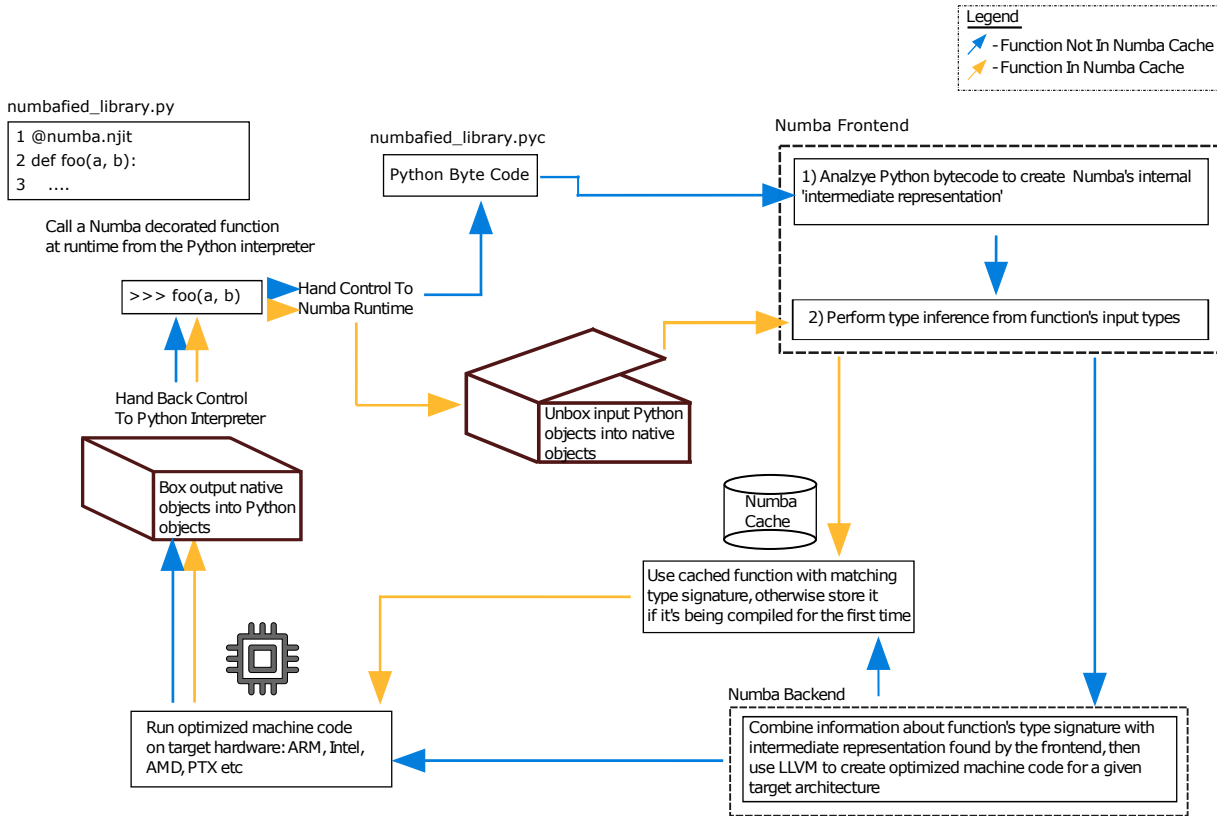 Legend
- Function Not In Numba Cache
- Function In Numba Cache
numbafied_library.py
1 @numba.njit
2 def foo(a, b):
3 ....
numbafied_library.pyc
Python Byte Code
Numba Frontend
1) Analzye Python bytecode to create Numba's internal
'intermediate representation'
Call a Numba decorated function
at runtime from the Python interpreter
>>> foo(a, b)
Hand Control To
Numba Runtime
2) Perform type inference from function's input types
Hand Back Control
To Python Interpreter
Unbox input Python
objects into native
objects
Box output native
objects into Python
objects
Numba
Cache
Use cached function with matching
type signature, otherwise store it
if it's being compiled for the first time
Numba Backend
Run optimized machine code
on target hardware: ARM, Intel,
AMD, PTX etc
Combine information about function's type signature with
intermediate representation found by the frontend, then
use LLVM to create optimized machine code for a given
target architecture